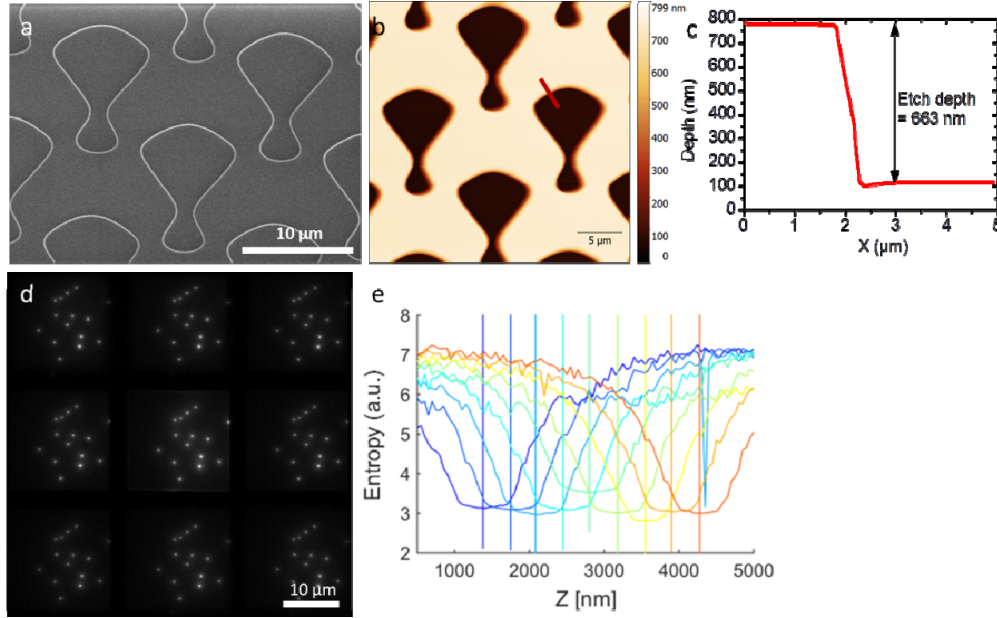 a
10 µm
b
5 µm
799 nm
700
600
500
400
300
200
100
0
c
Depth (nm)
800
700
600
500
400
300
200
100
0
Etch depth
= 663 nm
0 1 2 3 4 5
X (µm)
d
10 µm
e
Entropy (a.u.)
8
7
6
5
4
3
2
1000 2000 3000 4000 5000
Z [nm]